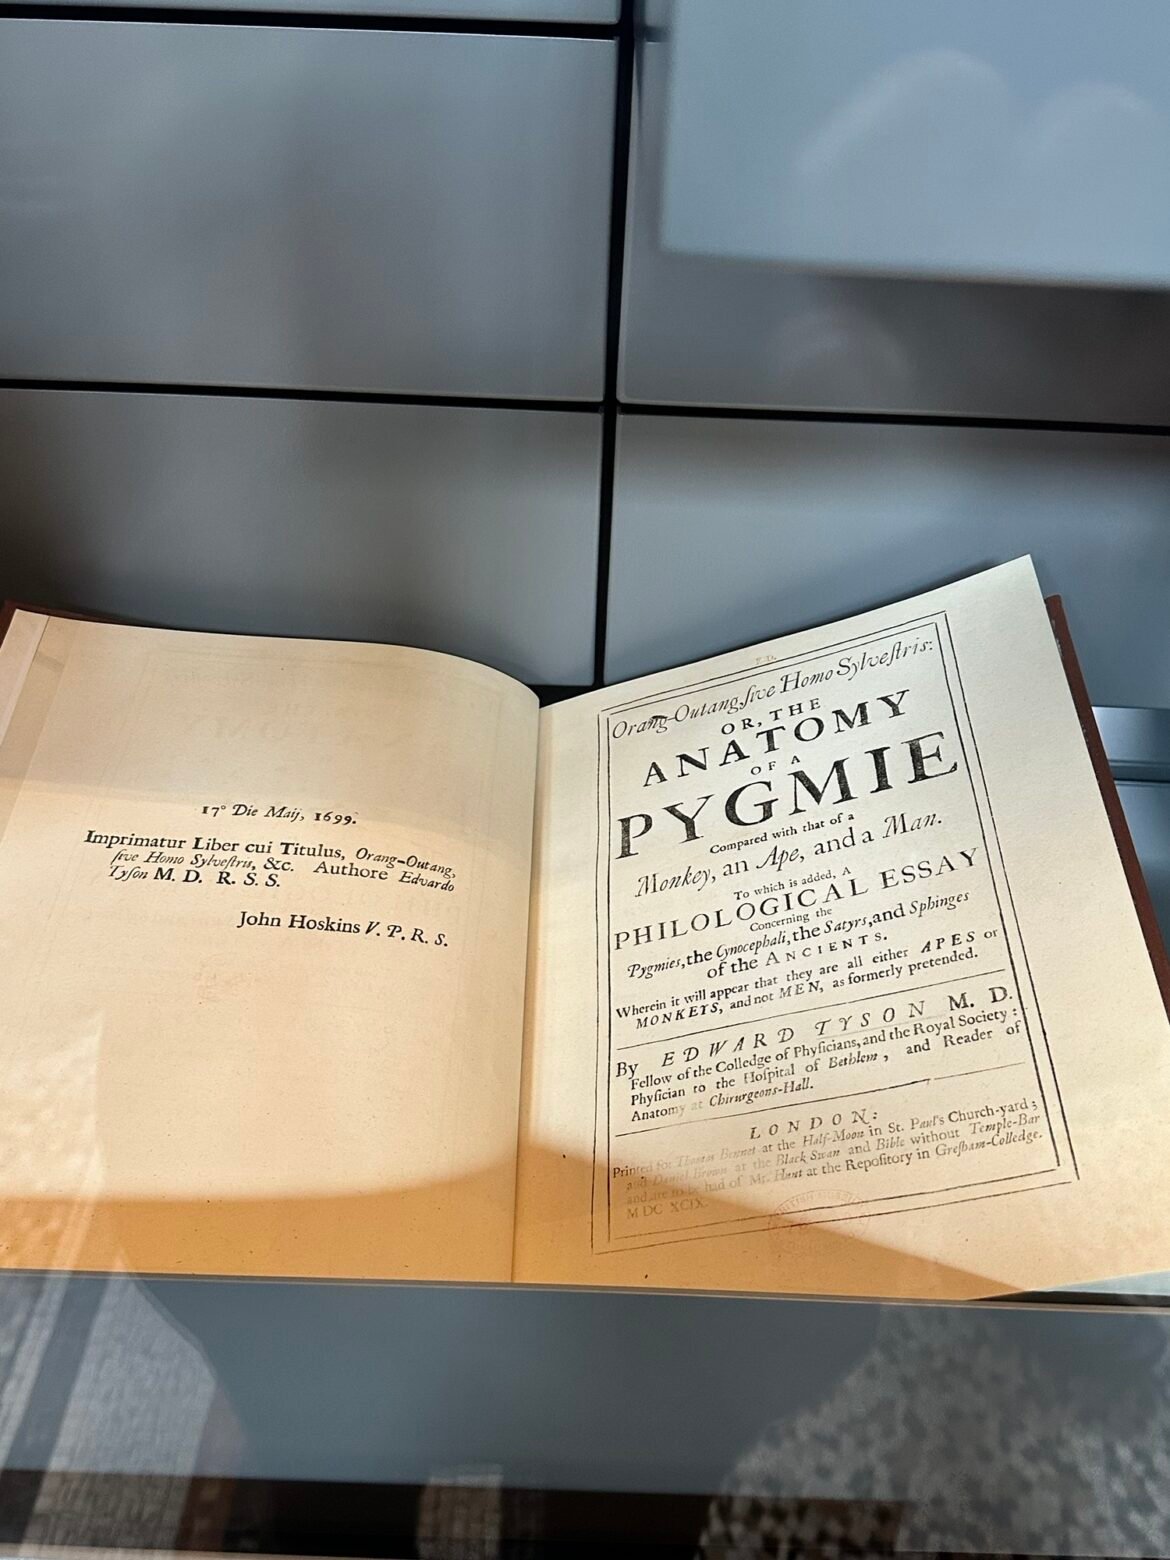 17° Die Maij, 1699.
Imprimatur Liber cui Titulus, Orang-Outang,
ſive Homo Sylveſtris, &c. Authore Edvardo
Tyſon M. D. R. S. S.
John Hoskins V. P. R. S.
Orang-Outang, ſive Homo Sylveſtris:
OR, THE
ANATOMY
OF A
PYGMIE
Compared with that of a
Monkey, an Ape, and a Man.
To which is added, A
PHILOLOGICAL ESSAY
Concerning the
Pygmies, the Cynocephali, the Satyrs, and Sphinges
of the ANCIENTS.
Wherein it will appear that they are all either APES or
MONKEYS, and not MEN, as formerly pretended.
By EDWARD TYSON M. D.
Fellow of the Colledge of Phyſicians, and the Royal Society:
Phyſician to the Hoſpital of Bethlem, and Reader of
Anatomy at Chirurgeons-Hall.
LONDON:
Printed for Thomas Bennet at the Half-Moon in St. Paul's Church-yard;
and Daniel Brown at the Black Swan and Bible without Temple-Bar
and are to be had of Mr. Hunt at the Repoſitory in Greſham-Colledge.
M DC XCIX.